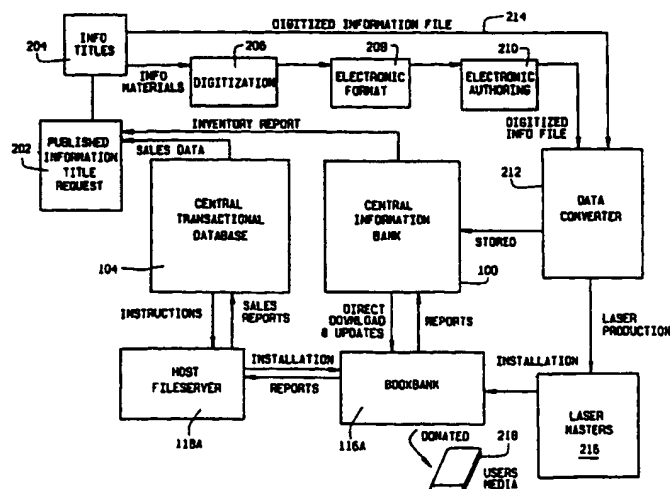 DIGITIZED INFORMATION FILE
214
204
INFO
TITLES
206
208
210
INFO
MATERIALS
DIGITIZATION
ELECTRONIC
FORMAT
ELECTRONIC
AUTHORING
INVENTORY REPORT
DIGITIZED
INFO FILE
202
PUBLISHED
INFORMATION
TITLE
REQUEST
SALES DATA
212
CENTRAL
TRANSACTIONAL
DATABASE
CENTRAL
INFORMATION
BANK
DATA
CONVERTER
STORED
104
100
INSTRUCTIONS
SALES
REPORTS
DIRECT
DOWNLOAD
& UPDATES
REPORTS
LASER
PRODUCTION
HOST
FILESERVER
INSTALLATION
REPORTS
BOOKBANK
INSTALLATION
118A
116A
LASER
MASTERS
216
DONATED
218
USERS
MEDIA